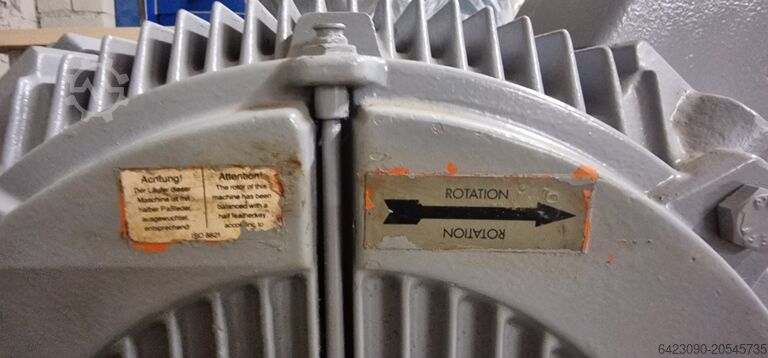 Achtung!
Der Läufer dieser
Maschine ist mit
halber Paßfeder
ausgewuchtet,
entsprechend
Attention!
The rotor of this
machine has been
balanced with a
half featherkey
according to
ISO 8821
ROTATION
ROTATION
6423090-20545735